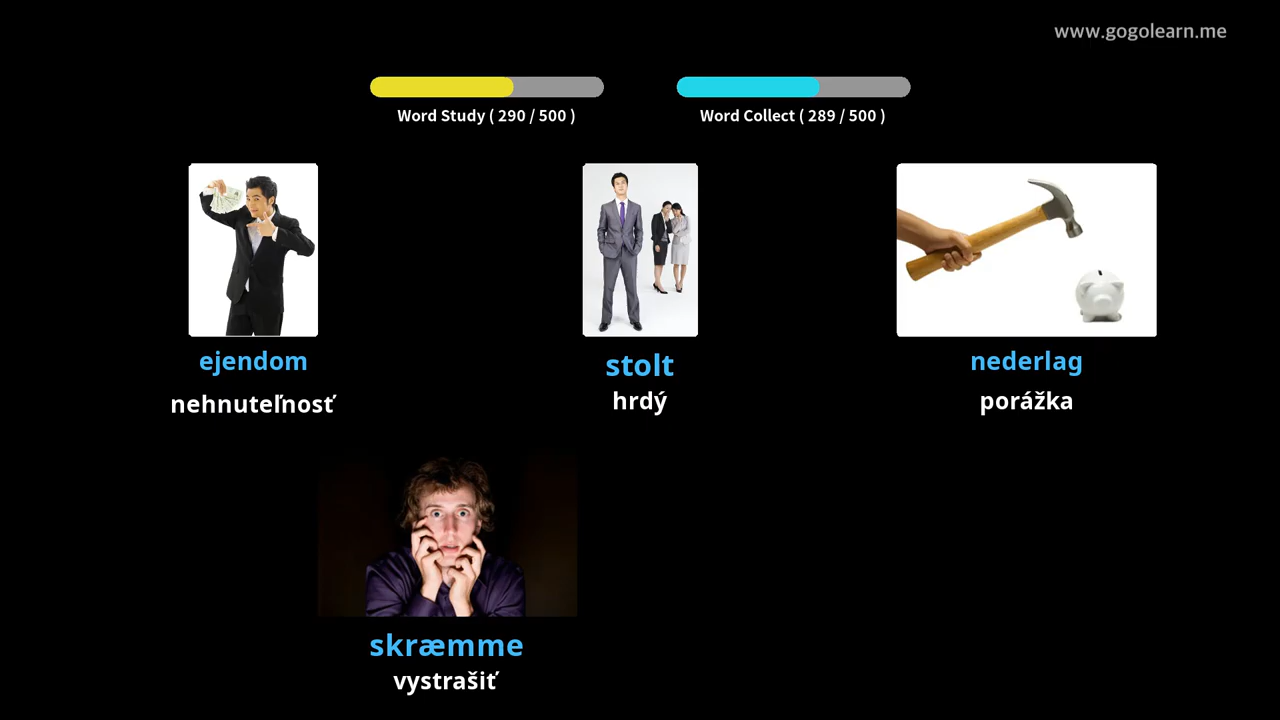 www.gogolearn.me
Word Study ( 290 / 500 )
Word Collect ( 289 / 500 )
ejendom
nehnuteľnosť
stolt
hrdý
nederlag
porážka
skræmme
vystrašiť